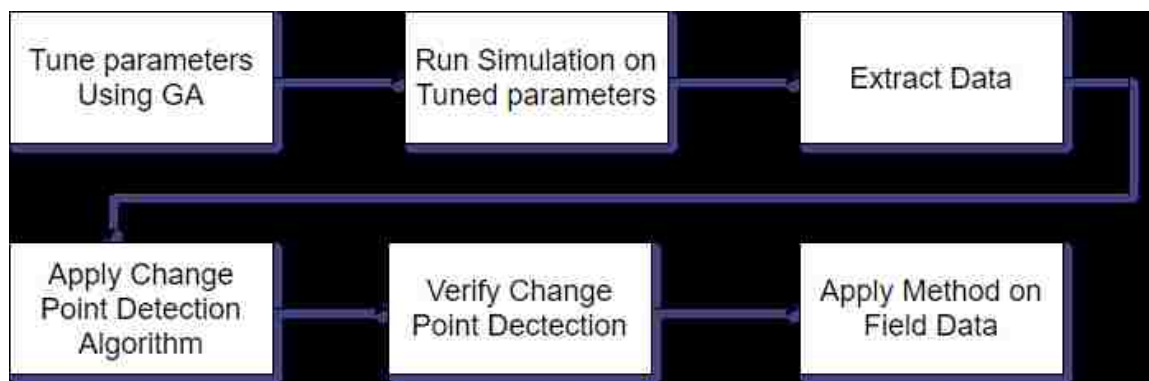 Tune parameters
Using GA
Run Simulation on
Tuned parameters
Extract Data
Apply Change
Point Detection
Algorithm
Verify Change
Point Dectection
Apply Method on
Field Data